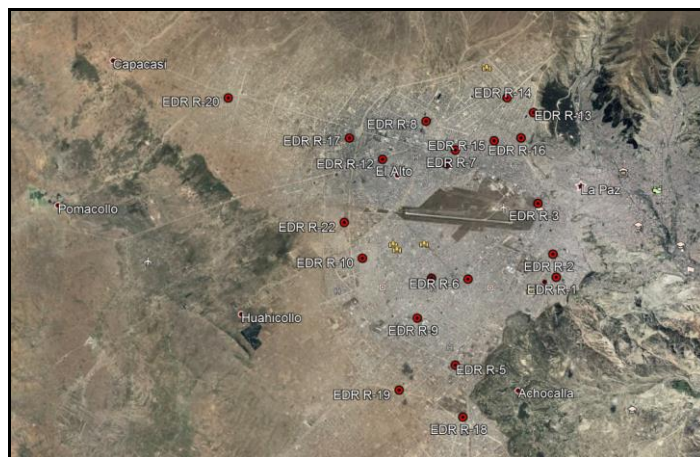 Capacasi
EDR R-20
EDR R-14
EDR R-13
EDR R-8
EDR R-17
EDR R-15
EDR R-16
EDR R-12
EDR R-7
El Alto
La Paz
Pomacollo
EDR R-3
EDR R-22
EDR R-2
EDR R-10
EDR R-6
EDR R-1
Huahicollo
EDR R-9
EDR R-5
EDR R-19
Achocalla
EDR R-18